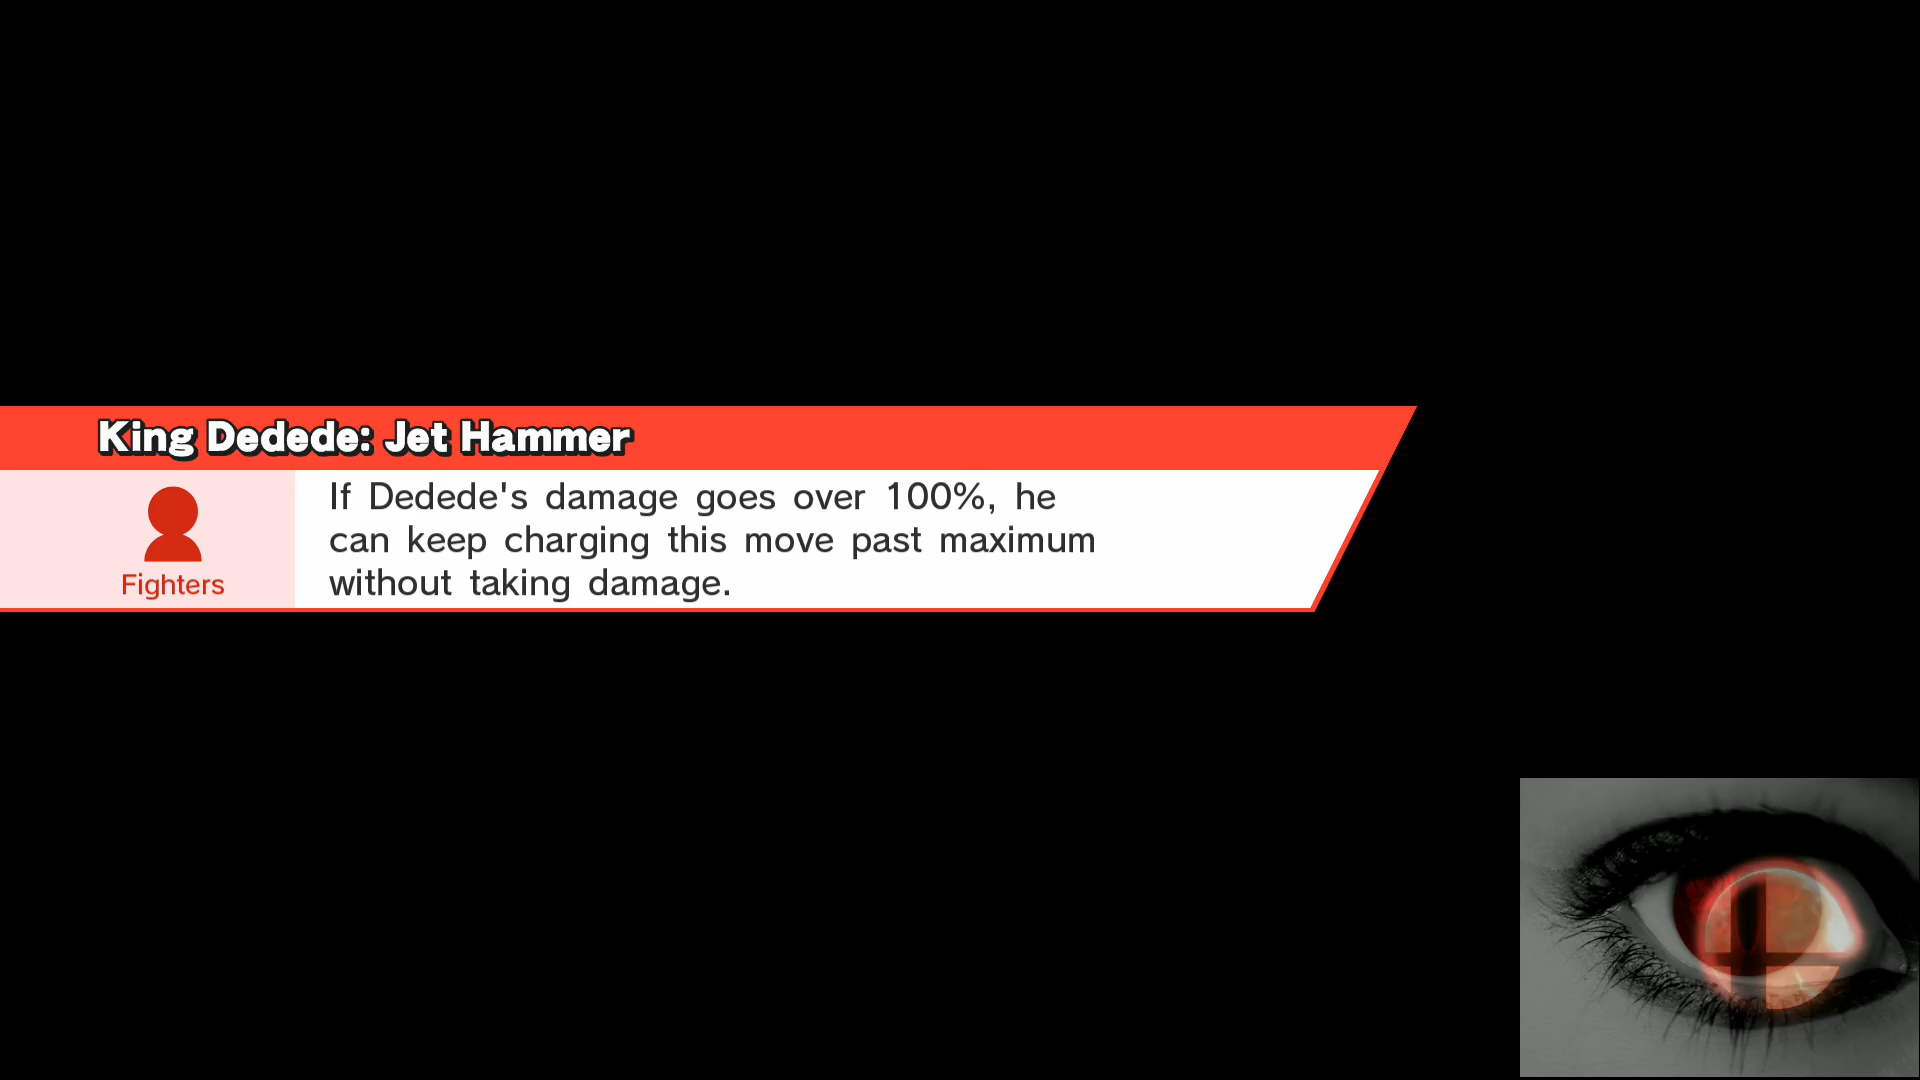 King Dedede: Jet Hammer
If Dedede's damage goes over 100%, he
can keep charging this move past maximum
without taking damage.
Fighters